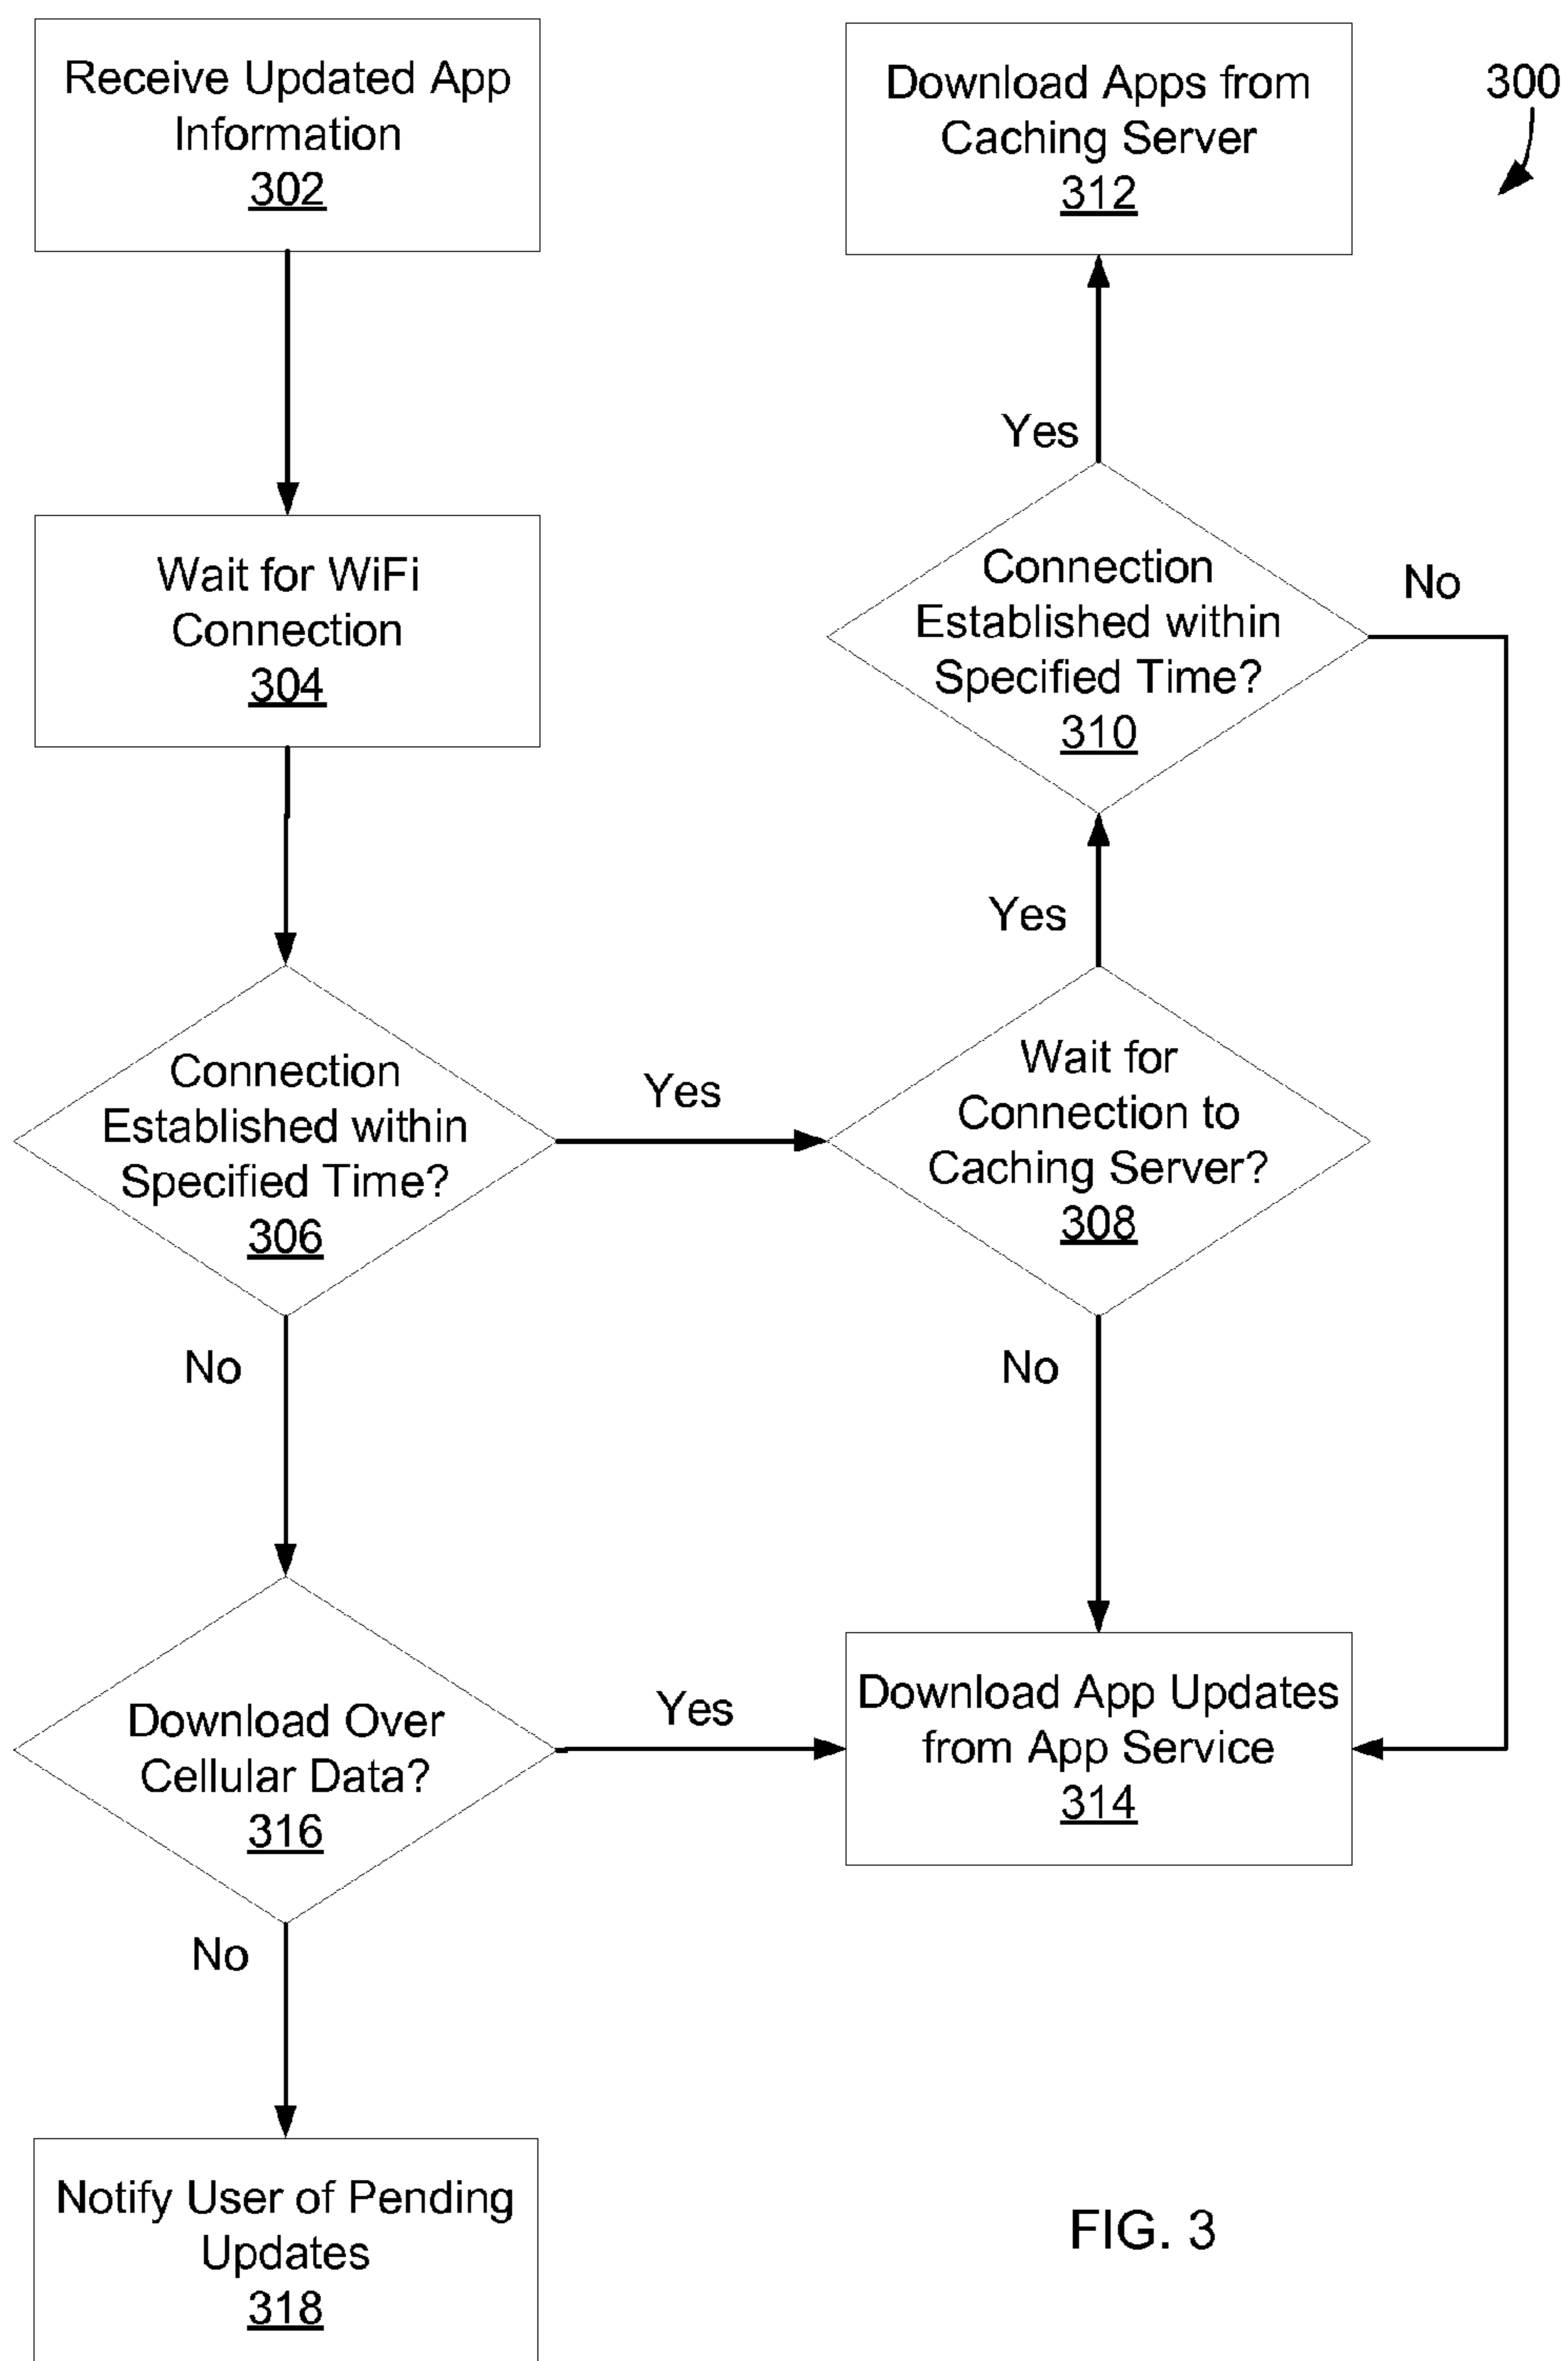 Receive Updated App
Information
302
Download Apps from
Caching Server
312
300
Yes
Wait for WiFi
Connection
304
Connection
Established within
Specified Time?
310
No
Yes
Connection
Established within
Specified Time?
306
Yes
Wait for
Connection to
Caching Server?
308
No
No
Download Over
Cellular Data?
316
Yes
Download App Updates
from App Service
314
No
Notify User of Pending
Updates
318
FIG. 3